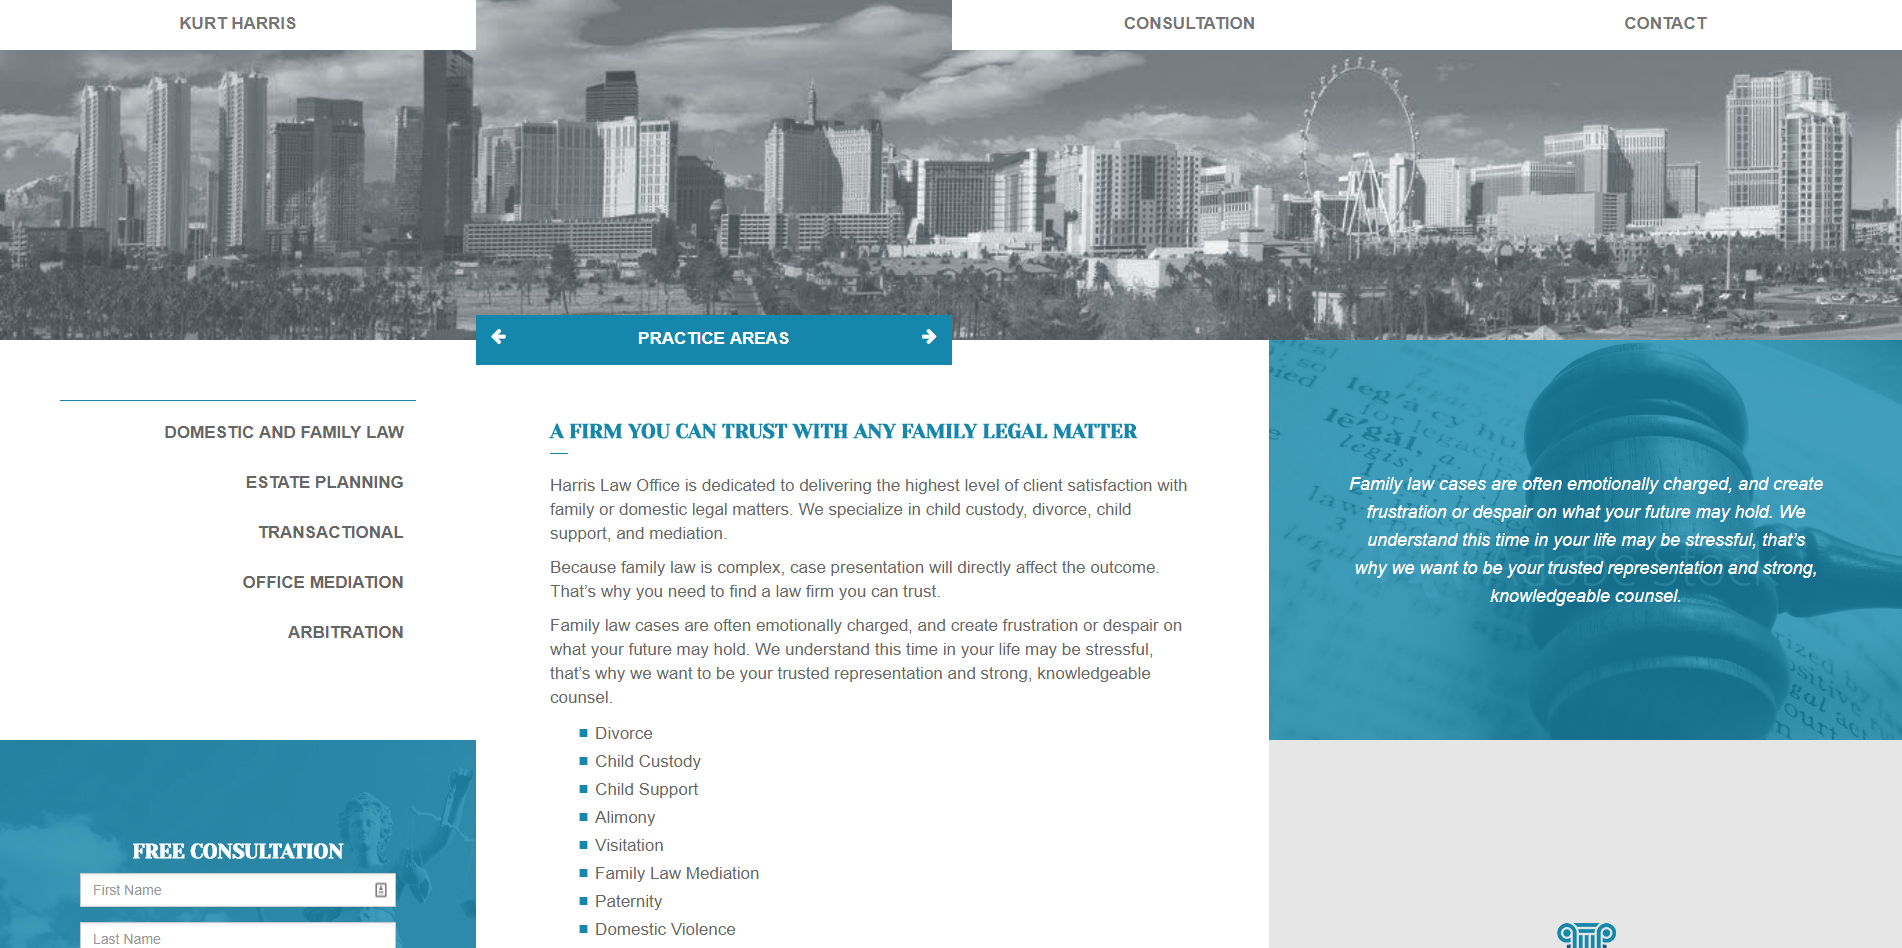 KURT HARRIS
CONSULTATION
CONTACT
PRACTICE AREAS
DOMESTIC AND FAMILY LAW
ESTATE PLANNING
TRANSACTIONAL
OFFICE MEDIATION
ARBITRATION
FREE CONSULTATION
First Name
Last Name
A FIRM YOU CAN TRUST WITH ANY FAMILY LEGAL MATTER
Harris Law Office is dedicated to delivering the highest level of client satisfaction with
family or domestic legal matters. We specialize in child custody, divorce, child
support, and mediation.
Because family law is complex, case presentation will directly affect the outcome.
That’s why you need to find a law firm you can trust.
Family law cases are often emotionally charged, and create frustration or despair on
what your future may hold. We understand this time in your life may be stressful,
that’s why we want to be your trusted representation and strong, knowledgeable
counsel.
Divorce
Child Custody
Child Support
Alimony
Visitation
Family Law Mediation
Paternity
Domestic Violence
Family law cases are often emotionally charged, and create
frustration or despair on what your future may hold. We
understand this time in your life may be stressful, that’s
why we want to be your trusted representation and strong,
knowledgeable counsel.
Adobe Stock